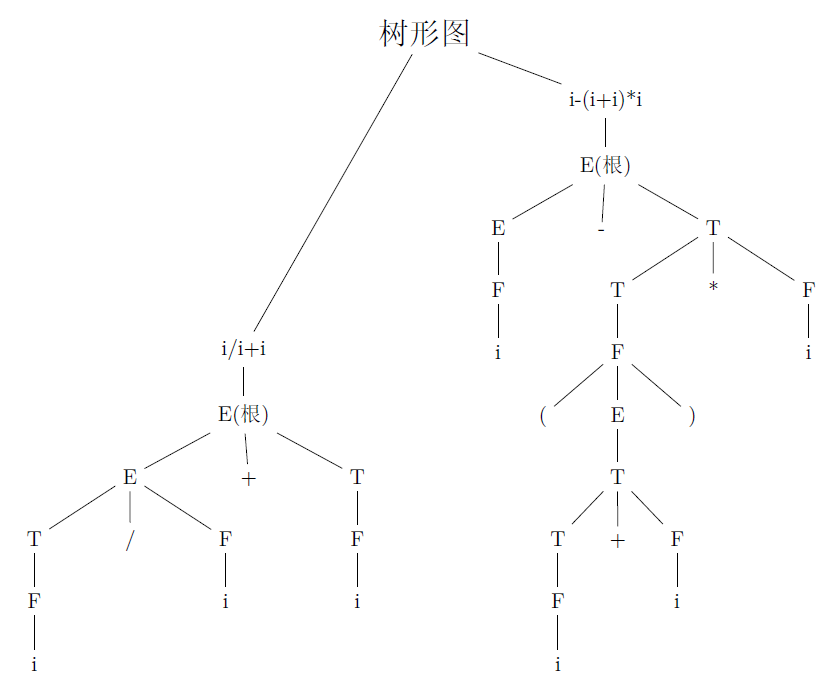 树形图
i-(i+i)*i
E(根)
E - T
F T * F
i F i
i/i+i
E(根) ( E )
E + T T
T / F F T + F
F i i F i
i i